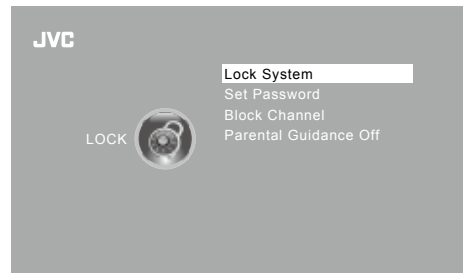 JVC
Lock System
Set Password
Block Channel
Parental Guidance Off
LOCK